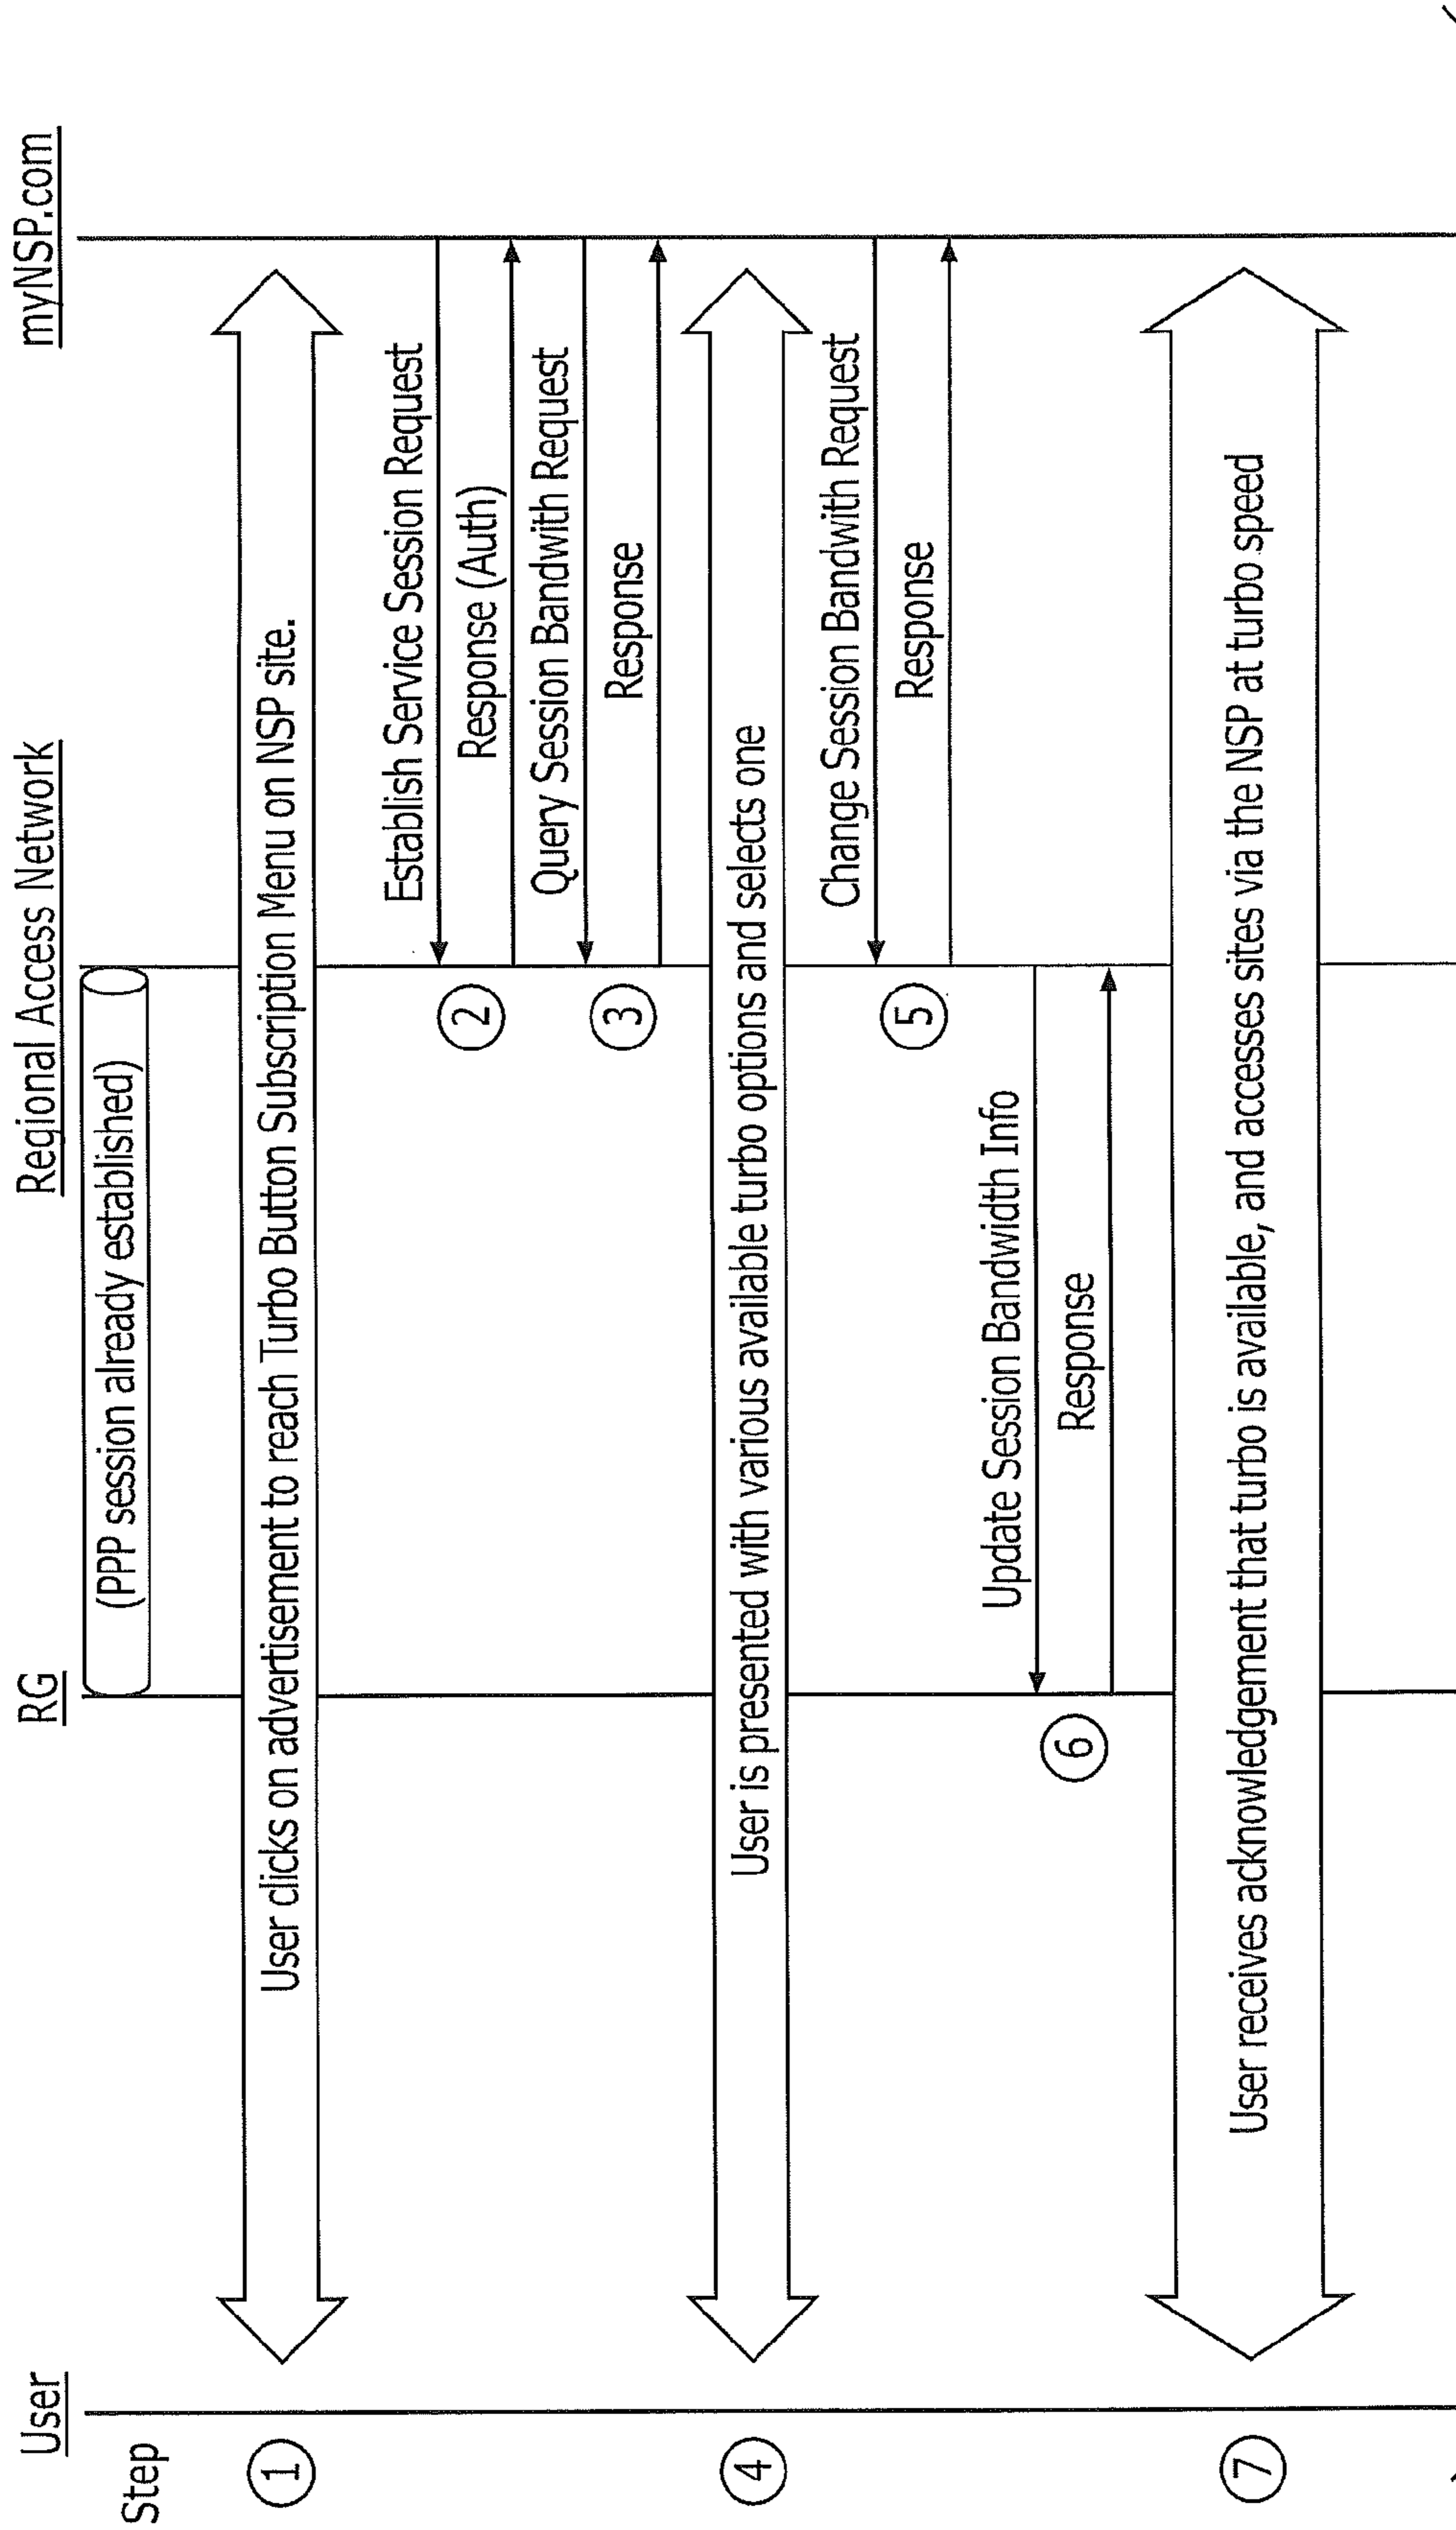 User
RG
Regional Access Network
myNSP.com
Step
(PPP session already established)
1
User clicks on advertisement to reach Turbo Button Subscription Menu on NSP site.
Establish Service Session Request
2
Response (Auth)
Query Session Bandwith Request
3
Response
4
User is presented with various available turbo options and selects one
Change Session Bandwith Request
5
Response
Update Session Bandwidth Info
6
Response
7
User receives acknowledgement that turbo is available, and accesses sites via the NSP at turbo speed